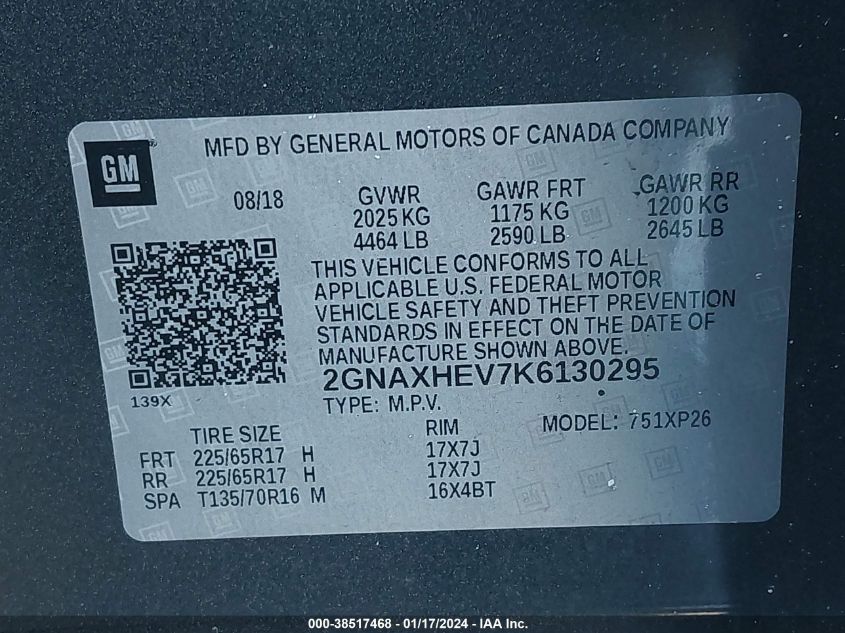 GM
MFD BY GENERAL MOTORS OF CANADA COMPANY
08/18
GVWR
2025 KG
4464 LB
GAWR FRT
1175 KG
2590 LB
GAWR RR
1200 KG
2645 LB
THIS VEHICLE CONFORMS TO ALL
APPLICABLE U.S. FEDERAL MOTOR
VEHICLE SAFETY AND THEFT PREVENTION
STANDARDS IN EFFECT ON THE DATE OF
MANUFACTURE SHOWN ABOVE.
2GNAXHEV7K6130295
139X
TYPE: M.P.V.
MODEL: 751XP26
TIRE SIZE RIM
FRT 225/65R17 H 17X7J
RR 225/65R17 H 17X7J
SPA T135/70R16 M 16X4BT
000-38517468 - 01/17/2024 - IAA Inc.